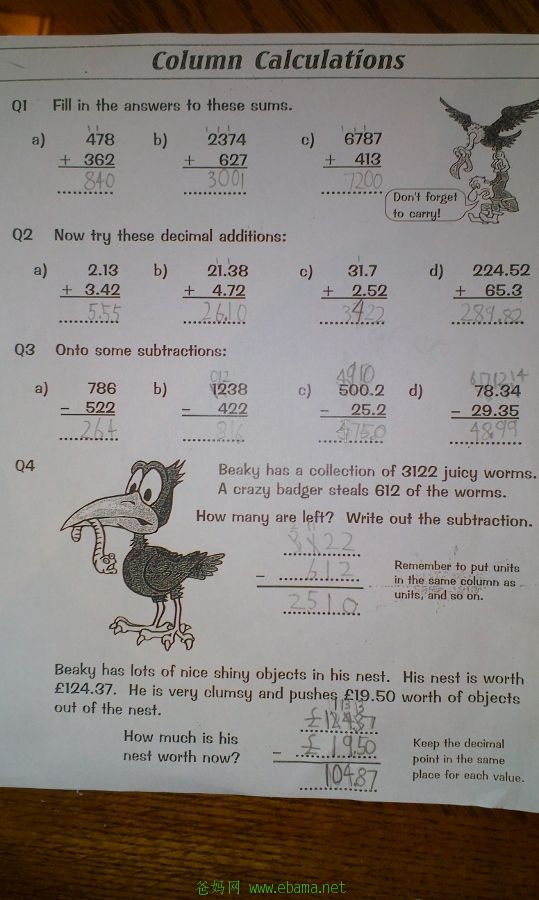 Column Calculations
Q1 Fill in the answers to these sums.
a) 478 b) 2374 c) 6787
+ 362 + 627 + 413
840 3001 7200
Don't forget
to carry!
Q2 Now try these decimal additions:
a) 2.13 b) 21.38 c) 31.7 d) 224.52
+ 3.42 + 4.72 + 2.52 + 65.3
5.55 26.10 3422 289.82
Q3 Onto some subtractions:
a) 786 b) 1238 c) 500.2 d) 78.34
- 522 - 422 - 25.2 - 29.35
264 816 4750 48.99
Q4 Beaky has a collection of 3122 juicy worms.
A crazy badger steals 612 of the worms.
How many are left? Write out the subtraction.
3122
- 612
2510
Remember to put units
in the same column as
units, and so on.
Beaky has lots of nice shiny objects in his nest. His nest is worth
£124.37. He is very clumsy and pushes £19.50 worth of objects
out of the nest.
How much is his
nest worth now?
£124.37
- £ 19.50
104.87
Keep the decimal
point in the same
place for each value.
爸妈网 www.ebama.net